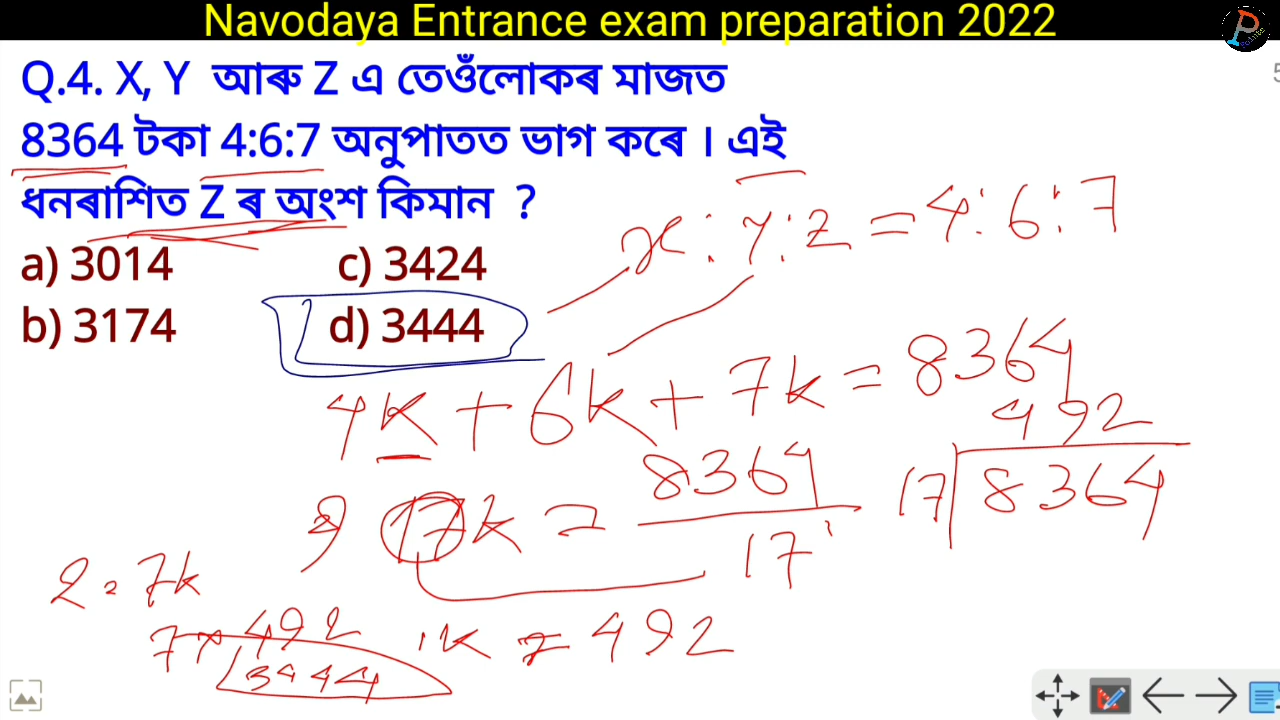 Navodaya Entrance exam preparation 2022
Q.4. X, Y আৰু Z এ তেওঁলোকৰ মাজত
8364 টকা 4:6:7 অনুপাতত ভাগ কৰে । এই
ধনৰাশিত Z ৰ অংশ কিমান ?
x : y : z = 4 : 6 : 7
a) 3014 c) 3424
b) 3174 d) 3444
4k + 6k + 7k = 8364
492
17k = 8364
17
17 8364
= 7k
7 × 492
k = 492
3444